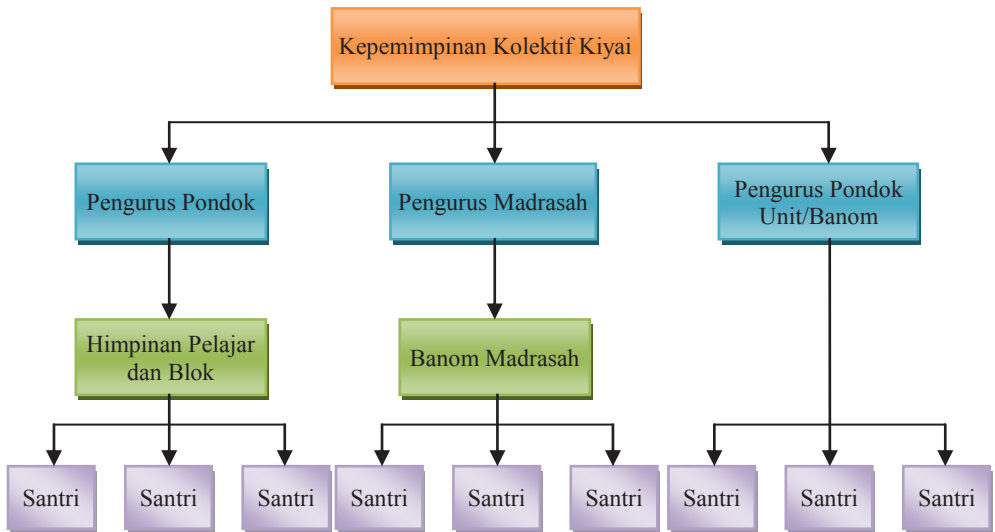 Kepemimpinan Kolektif Kiyai
Pengurus Pondok
Pengurus Madrasah
Pengurus Pondok
Unit/Banom
Himpinan Pelajar
dan Blok
Banom Madrasah
Santri
Santri
Santri
Santri
Santri
Santri
Santri
Santri
Santri